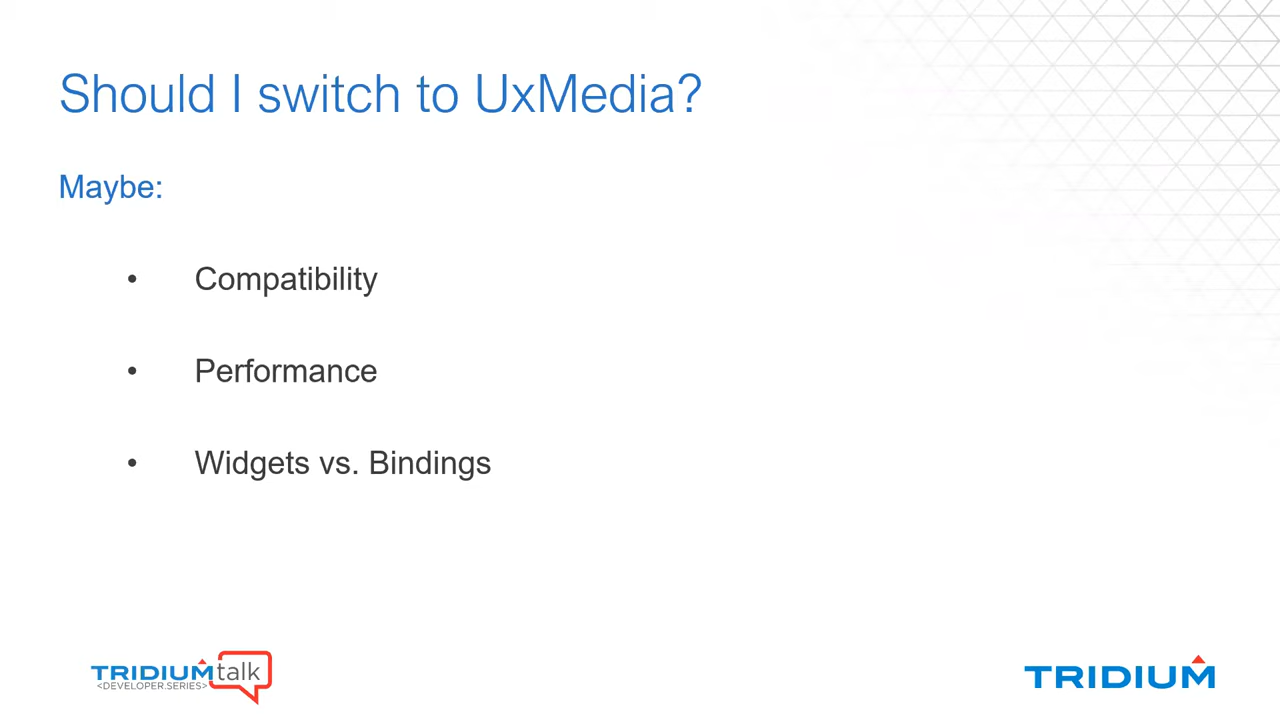 Should I switch to UxMedia?
Maybe:
• Compatibility
• Performance
• Widgets vs. Bindings
TRIDIUMtalk
<DEVELOPER.SERIES>
TRIDIUM